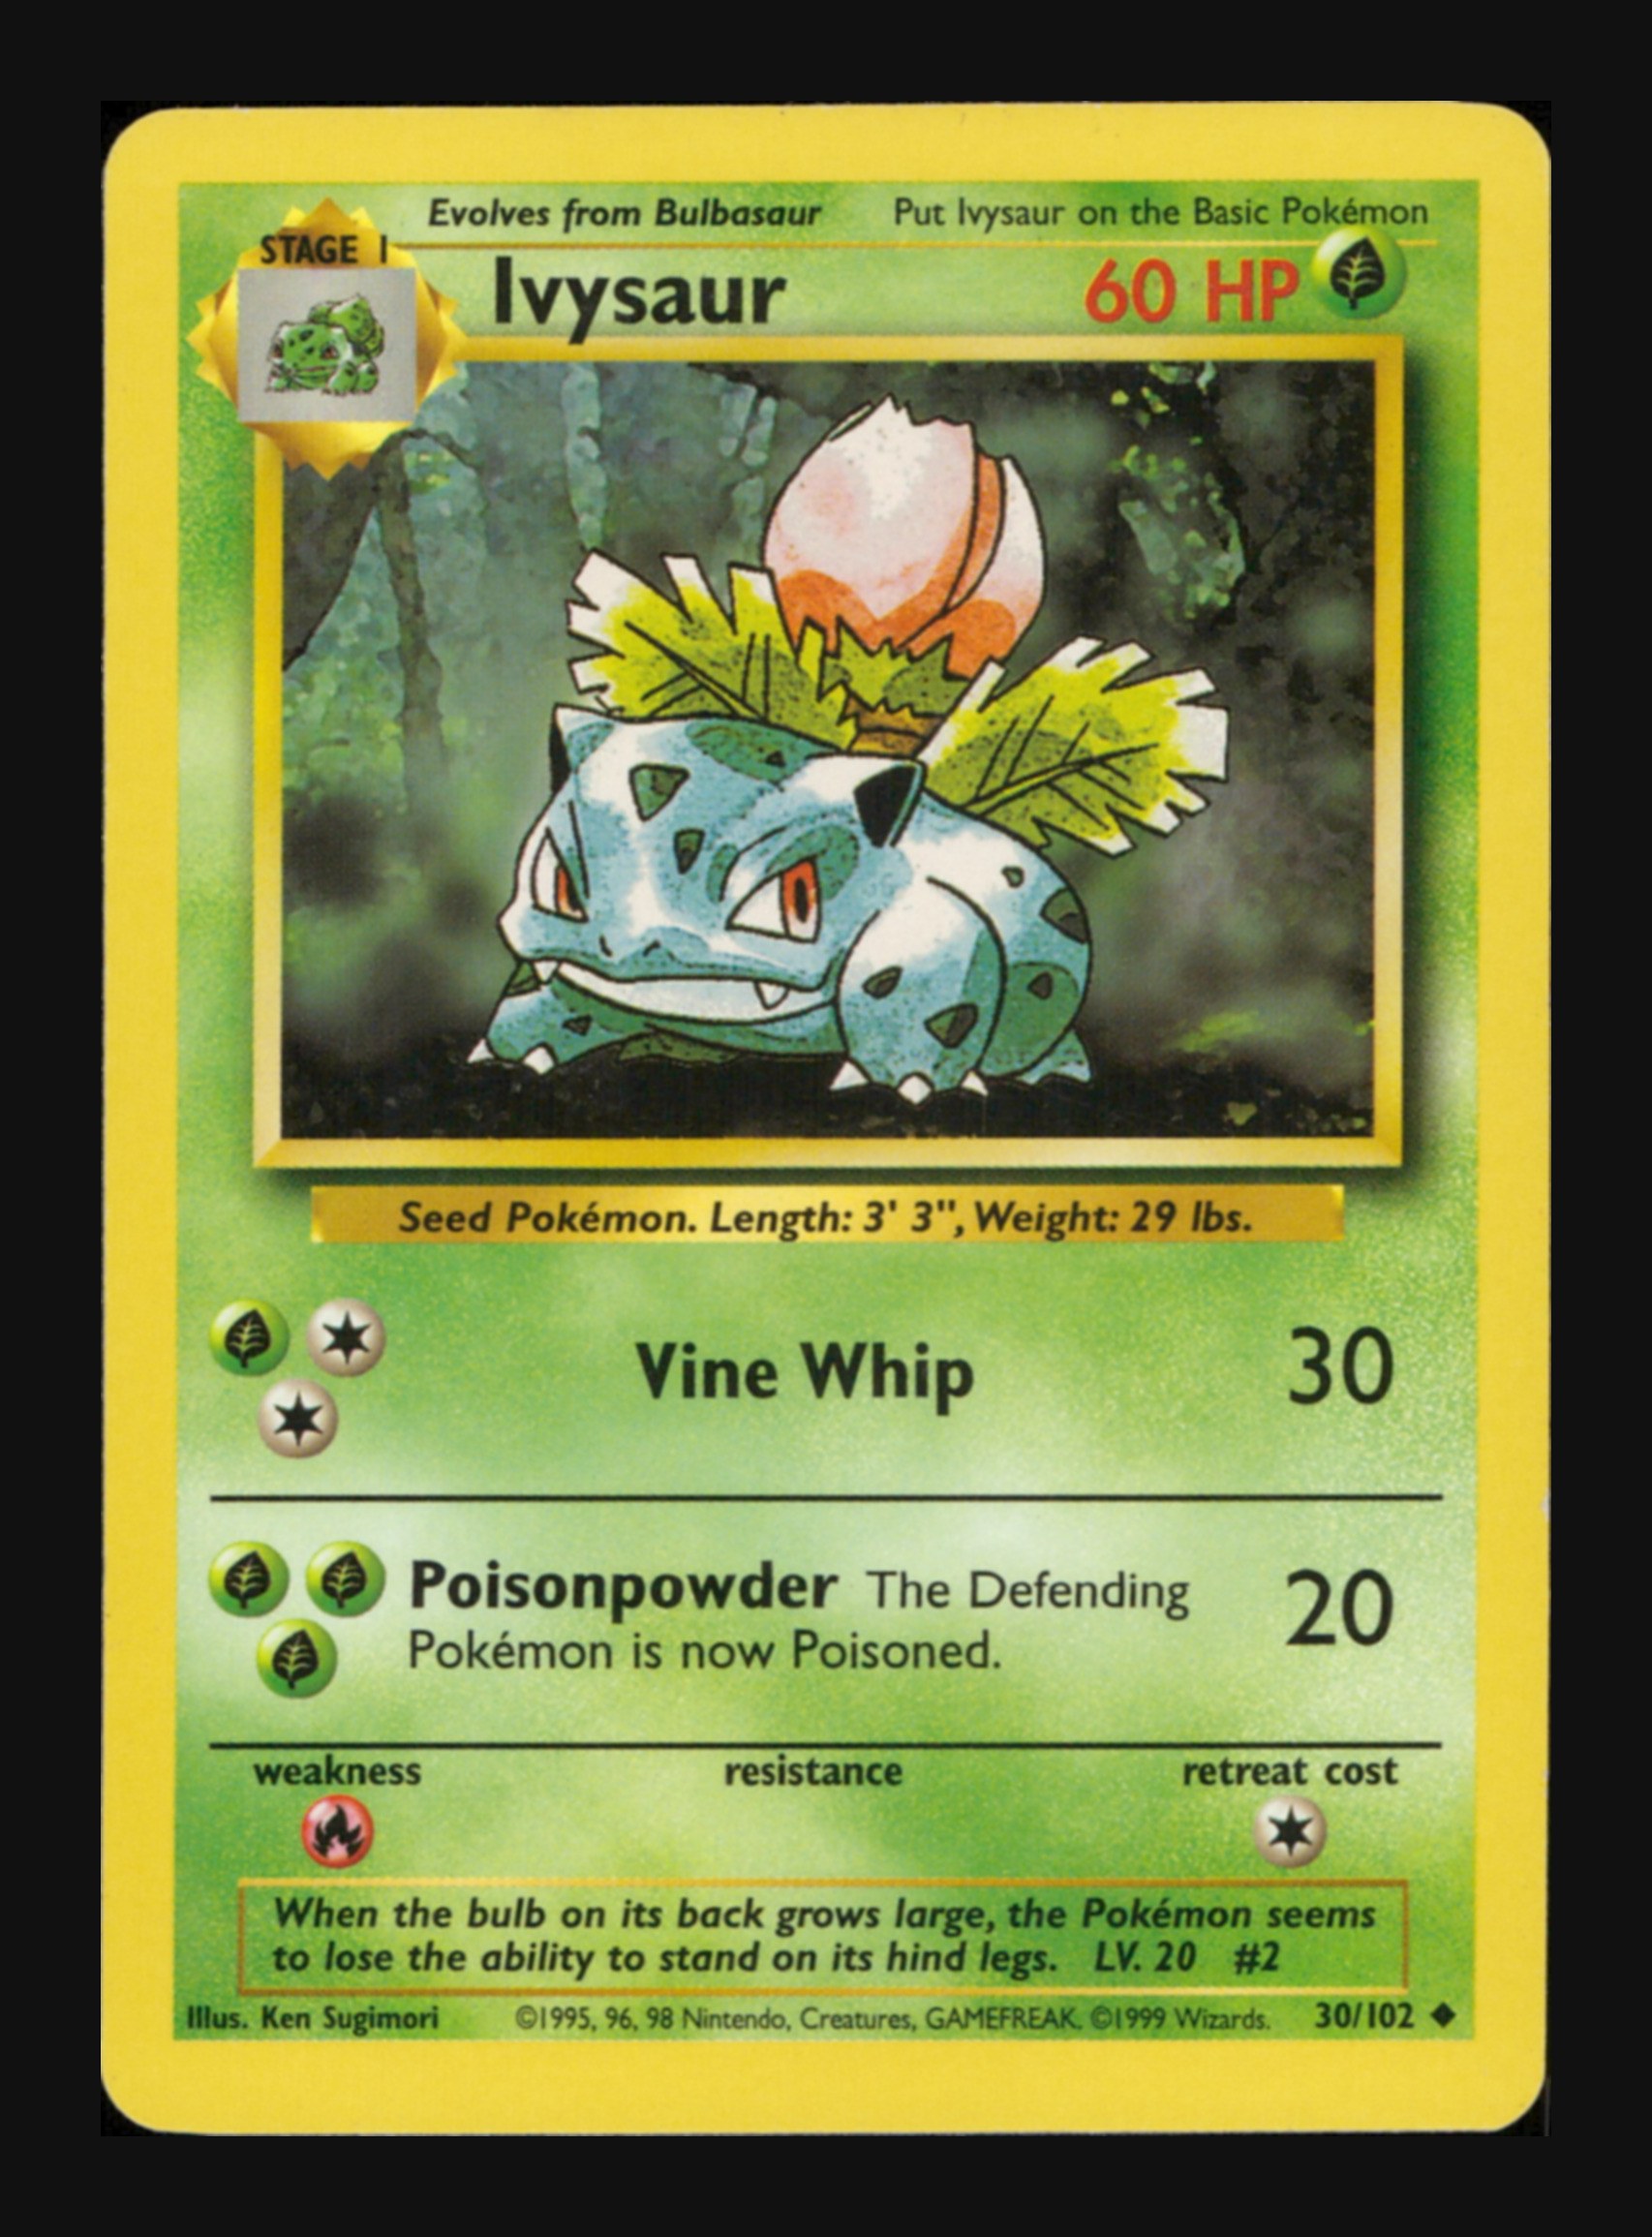 Evolves from Bulbasaur Put Ivysaur on the Basic Pokémon
STAGE 1
Ivysaur 60 HP
Seed Pokémon. Length: 3' 3", Weight: 29 lbs.
Vine Whip 30
Poisonpowder The Defending 20
Pokémon is now Poisoned.
weakness resistance retreat cost
When the bulb on its back grows large, the Pokémon seems
to lose the ability to stand on its hind legs. LV. 20 #2
Illus. Ken Sugimori ©1995, 96, 98 Nintendo, Creatures, GAMEFREAK. ©1999 Wizards. 30/102